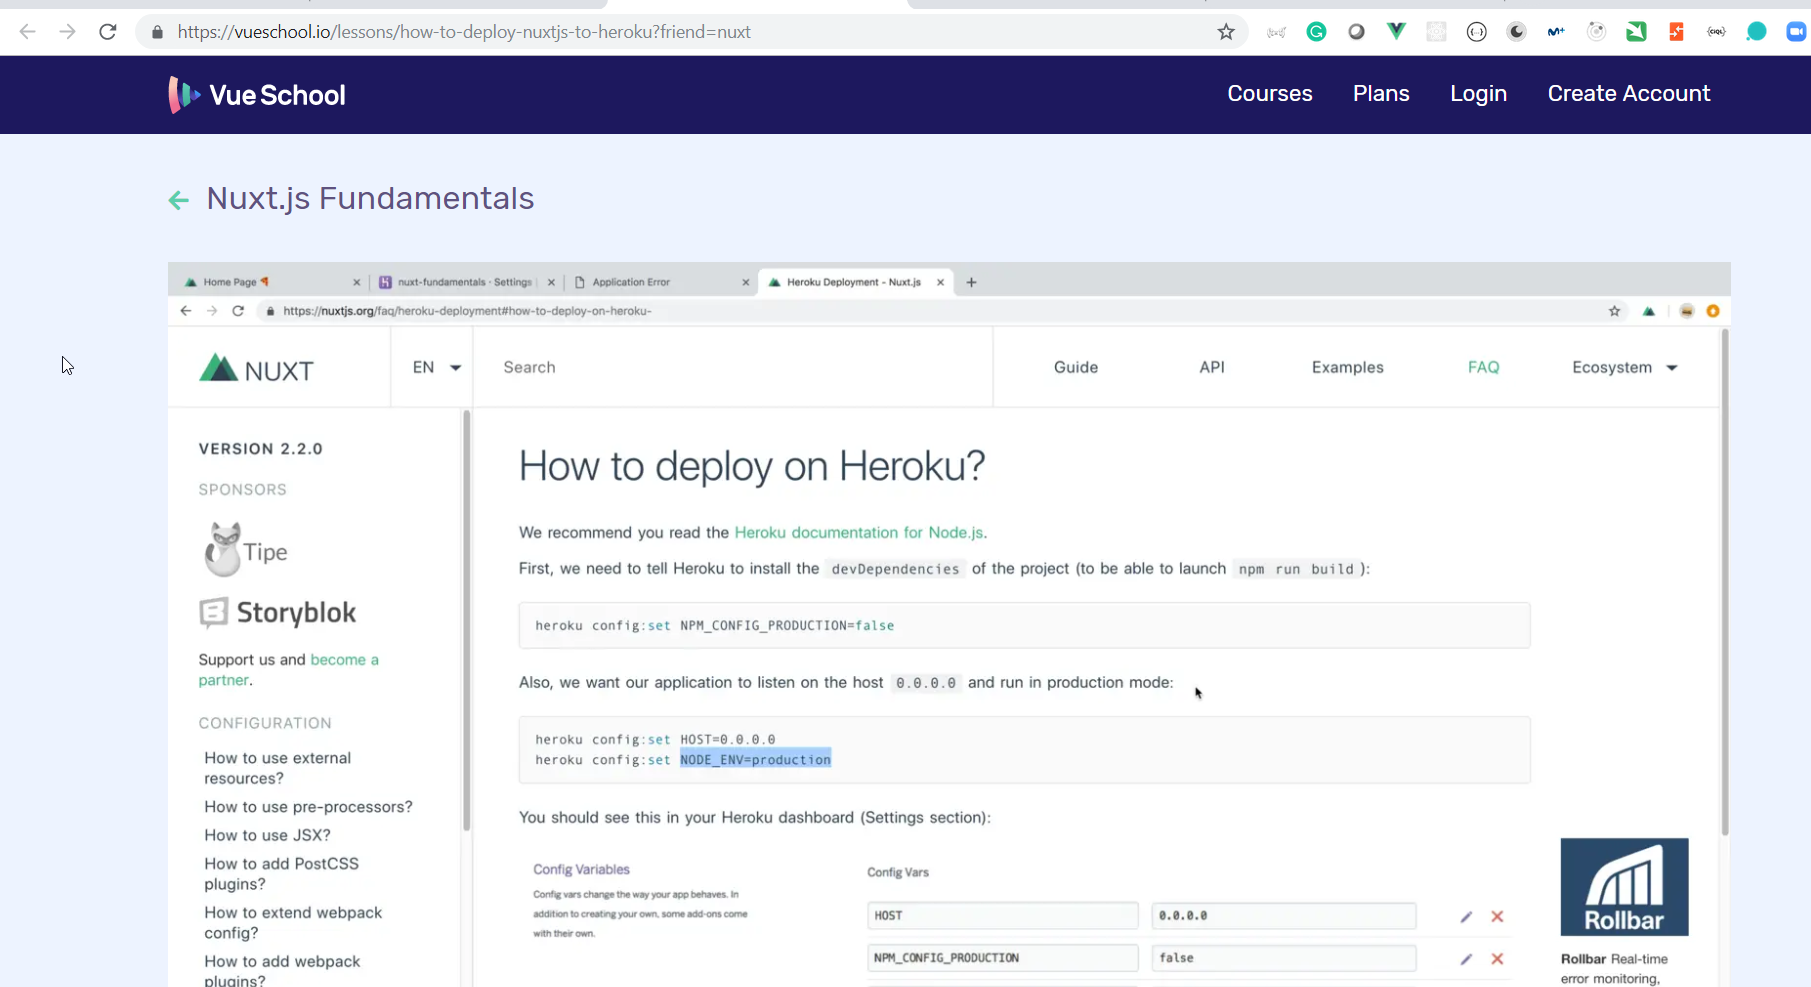 https://vueschool.io/lessons/how-to-deploy-nuxtjs-to-heroku?friend=nuxt
Vue School
Courses Plans Login Create Account
← Nuxt.js Fundamentals
Home Page × nuxt-fundamentals · Settings × Application Error × Heroku Deployment - Nuxt.js × +
https://nuxtjs.org/faq/heroku-deployment#how-to-deploy-on-heroku-
NUXT EN Search Guide API Examples FAQ Ecosystem
VERSION 2.2.0
SPONSORS
Tipe
Storyblok
Support us and become a
partner.
CONFIGURATION
How to use external
resources?
How to use pre-processors?
How to use JSX?
How to add PostCSS
plugins?
How to extend webpack
config?
How to add webpack
plugins?
How to deploy on Heroku?
We recommend you read the Heroku documentation for Node.js.
First, we need to tell Heroku to install the devDependencies of the project (to be able to launch npm run build ):
heroku config:set NPM_CONFIG_PRODUCTION=false
Also, we want our application to listen on the host 0.0.0.0 and run in production mode:
heroku config:set HOST=0.0.0.0
heroku config:set NODE_ENV=production
You should see this in your Heroku dashboard (Settings section):
Config Variables
Config vars change the way your app behaves. In
addition to creating your own, some add-ons come
with their own.
Config Vars
HOST 0.0.0.0
NPM_CONFIG_PRODUCTION false
Rollbar
Rollbar Real-time
error monitoring,